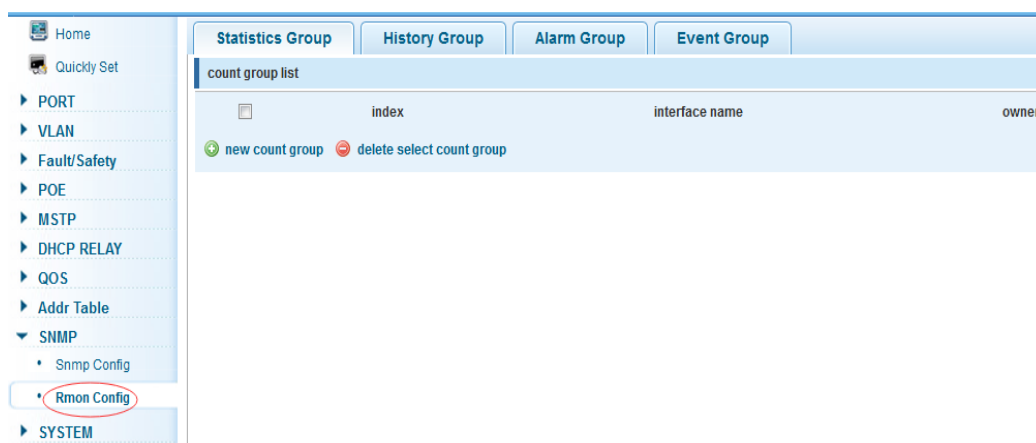 Home
Quickly Set
PORT
VLAN
Fault/Safety
POE
MSTP
DHCP RELAY
QOS
Addr Table
SNMP
Snmp Config
Rmon Config
SYSTEM
Statistics Group
History Group
Alarm Group
Event Group
count group list
index interface name owner
new count group delete select count group